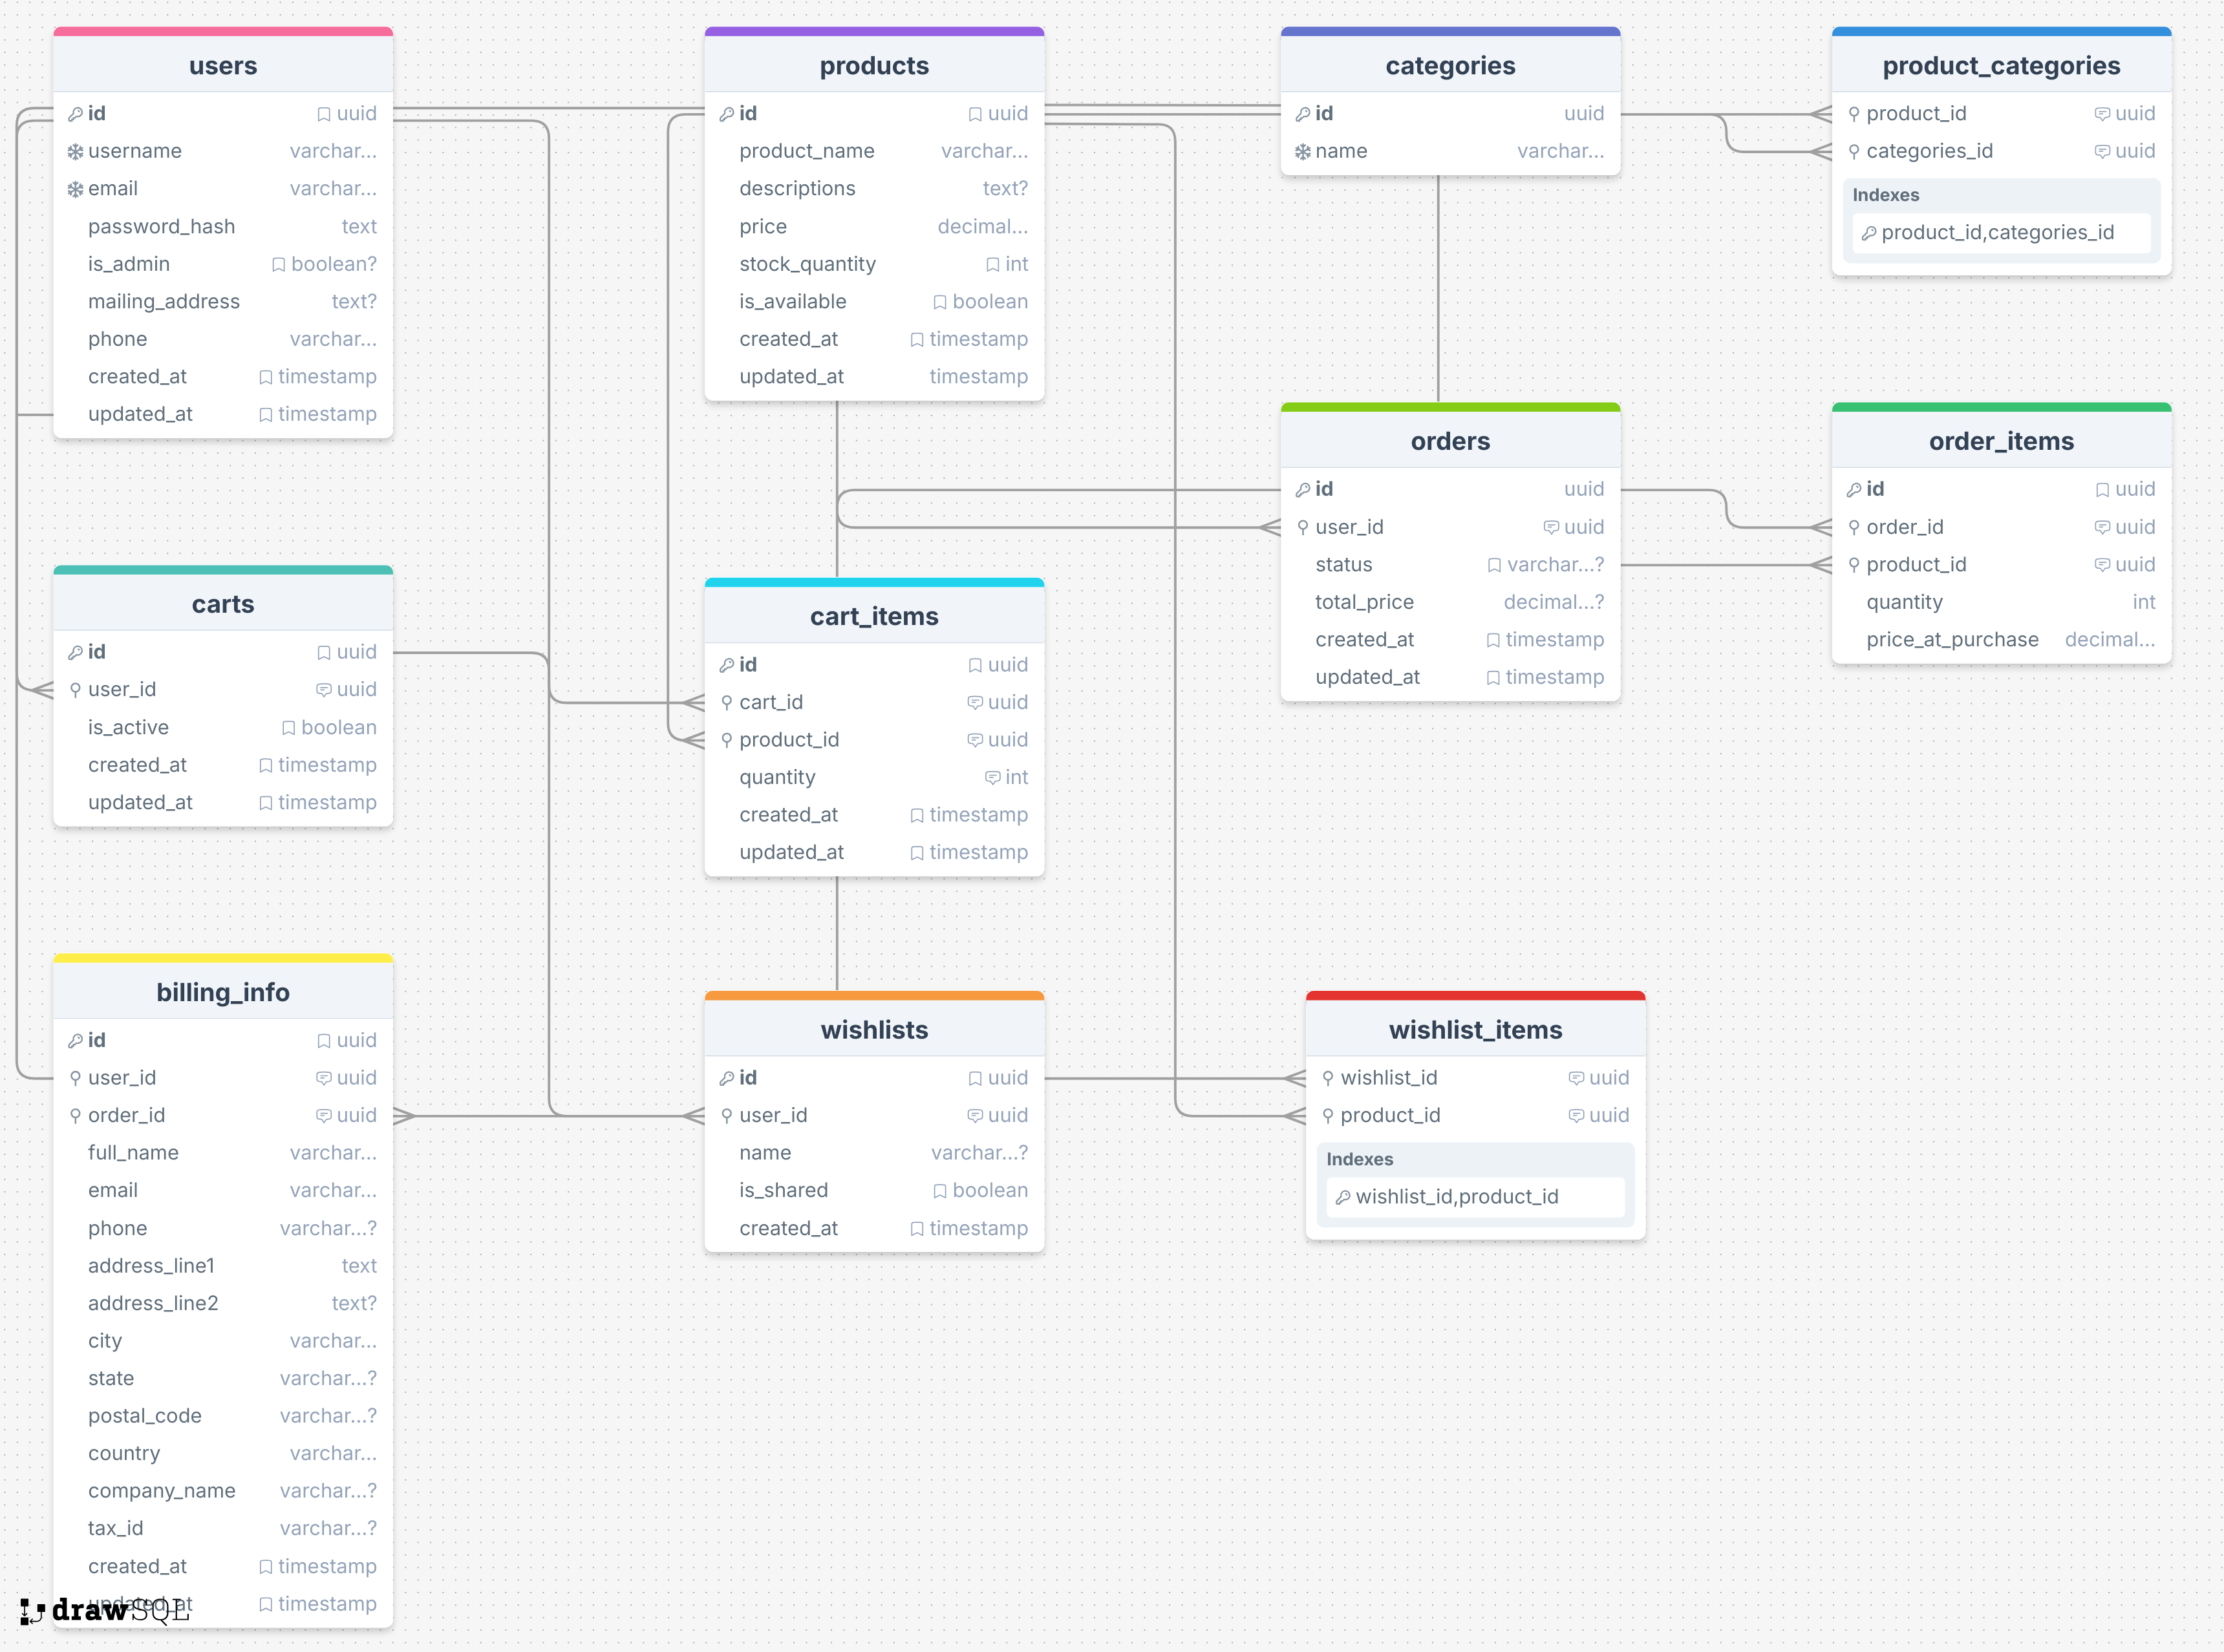 users
id uuid
username varchar...
email varchar...
password_hash text
is_admin boolean?
mailing_address text?
phone varchar...
created_at timestamp
updated_at timestamp
products
id uuid
product_name varchar...
descriptions text?
price decimal...
stock_quantity int
is_available boolean
created_at timestamp
updated_at timestamp
categories
id uuid
name varchar...
product_categories
product_id uuid
categories_id uuid
Indexes
product_id,categories_id
orders
id uuid
user_id uuid
status varchar...?
total_price decimal...?
created_at timestamp
updated_at timestamp
order_items
id uuid
order_id uuid
product_id uuid
quantity int
price_at_purchase decimal...
carts
id uuid
user_id uuid
is_active boolean
created_at timestamp
updated_at timestamp
cart_items
id uuid
cart_id uuid
product_id uuid
quantity int
created_at timestamp
updated_at timestamp
billing_info
id uuid
user_id uuid
order_id uuid
full_name varchar...
email varchar...
phone varchar...?
address_line1 text
address_line2 text?
city varchar...
state varchar...?
postal_code varchar...?
country varchar...
company_name varchar...?
tax_id varchar...?
created_at timestamp
updated_at timestamp
wishlists
id uuid
user_id uuid
name varchar...?
is_shared boolean
created_at timestamp
wishlist_items
wishlist_id uuid
product_id uuid
Indexes
wishlist_id,product_id
drawSQL